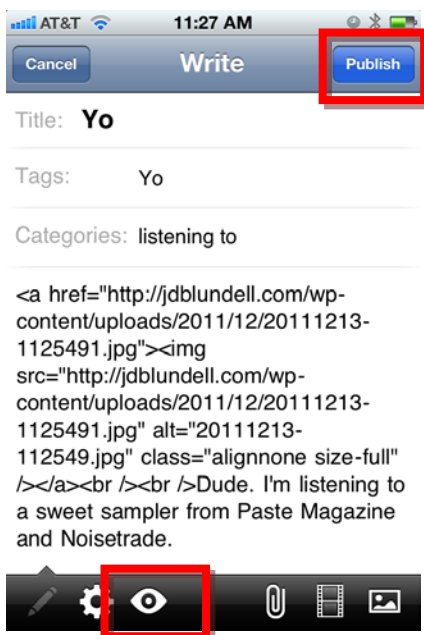 AT&T 11:27 AM
Cancel Write Publish
Title: Yo
Tags: Yo
Categories: listening to
<a href="http://jdblundell.com/wp-
content/uploads/2011/12/20111213-
1125491.jpg"><img
src="http://jdblundell.com/wp-
content/uploads/2011/12/20111213-
1125491.jpg" alt="20111213-
112549.jpg" class="alignnone size-full"
/></a><br /><br />Dude. I'm listening to
a sweet sampler from Paste Magazine
and Noisetrade.